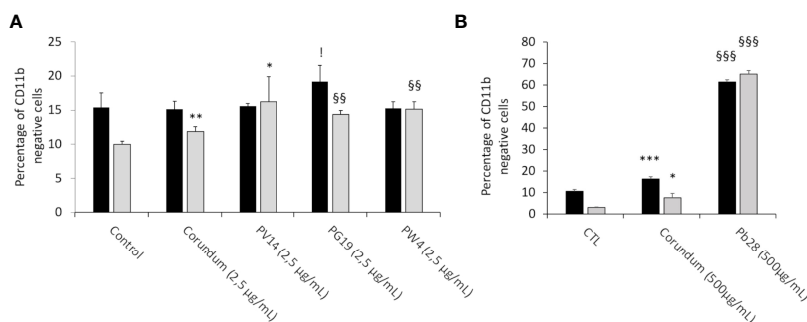 A
Percentage of CD11b
negative cells
25
20
15
10
5
0
**
*
!
§§
§§
Control
Corundum (2,5 µg/mL)
PV14 (2,5 µg/mL)
PG19 (2,5 µg/mL)
PW4 (2,5 µg/mL)
B
Percentage of CD11b
negative cells
80
70
60
50
40
30
20
10
0
***
*
§§§
§§§
CTL
Corundum (500µg/mL)
Pb28 (500µg/mL)